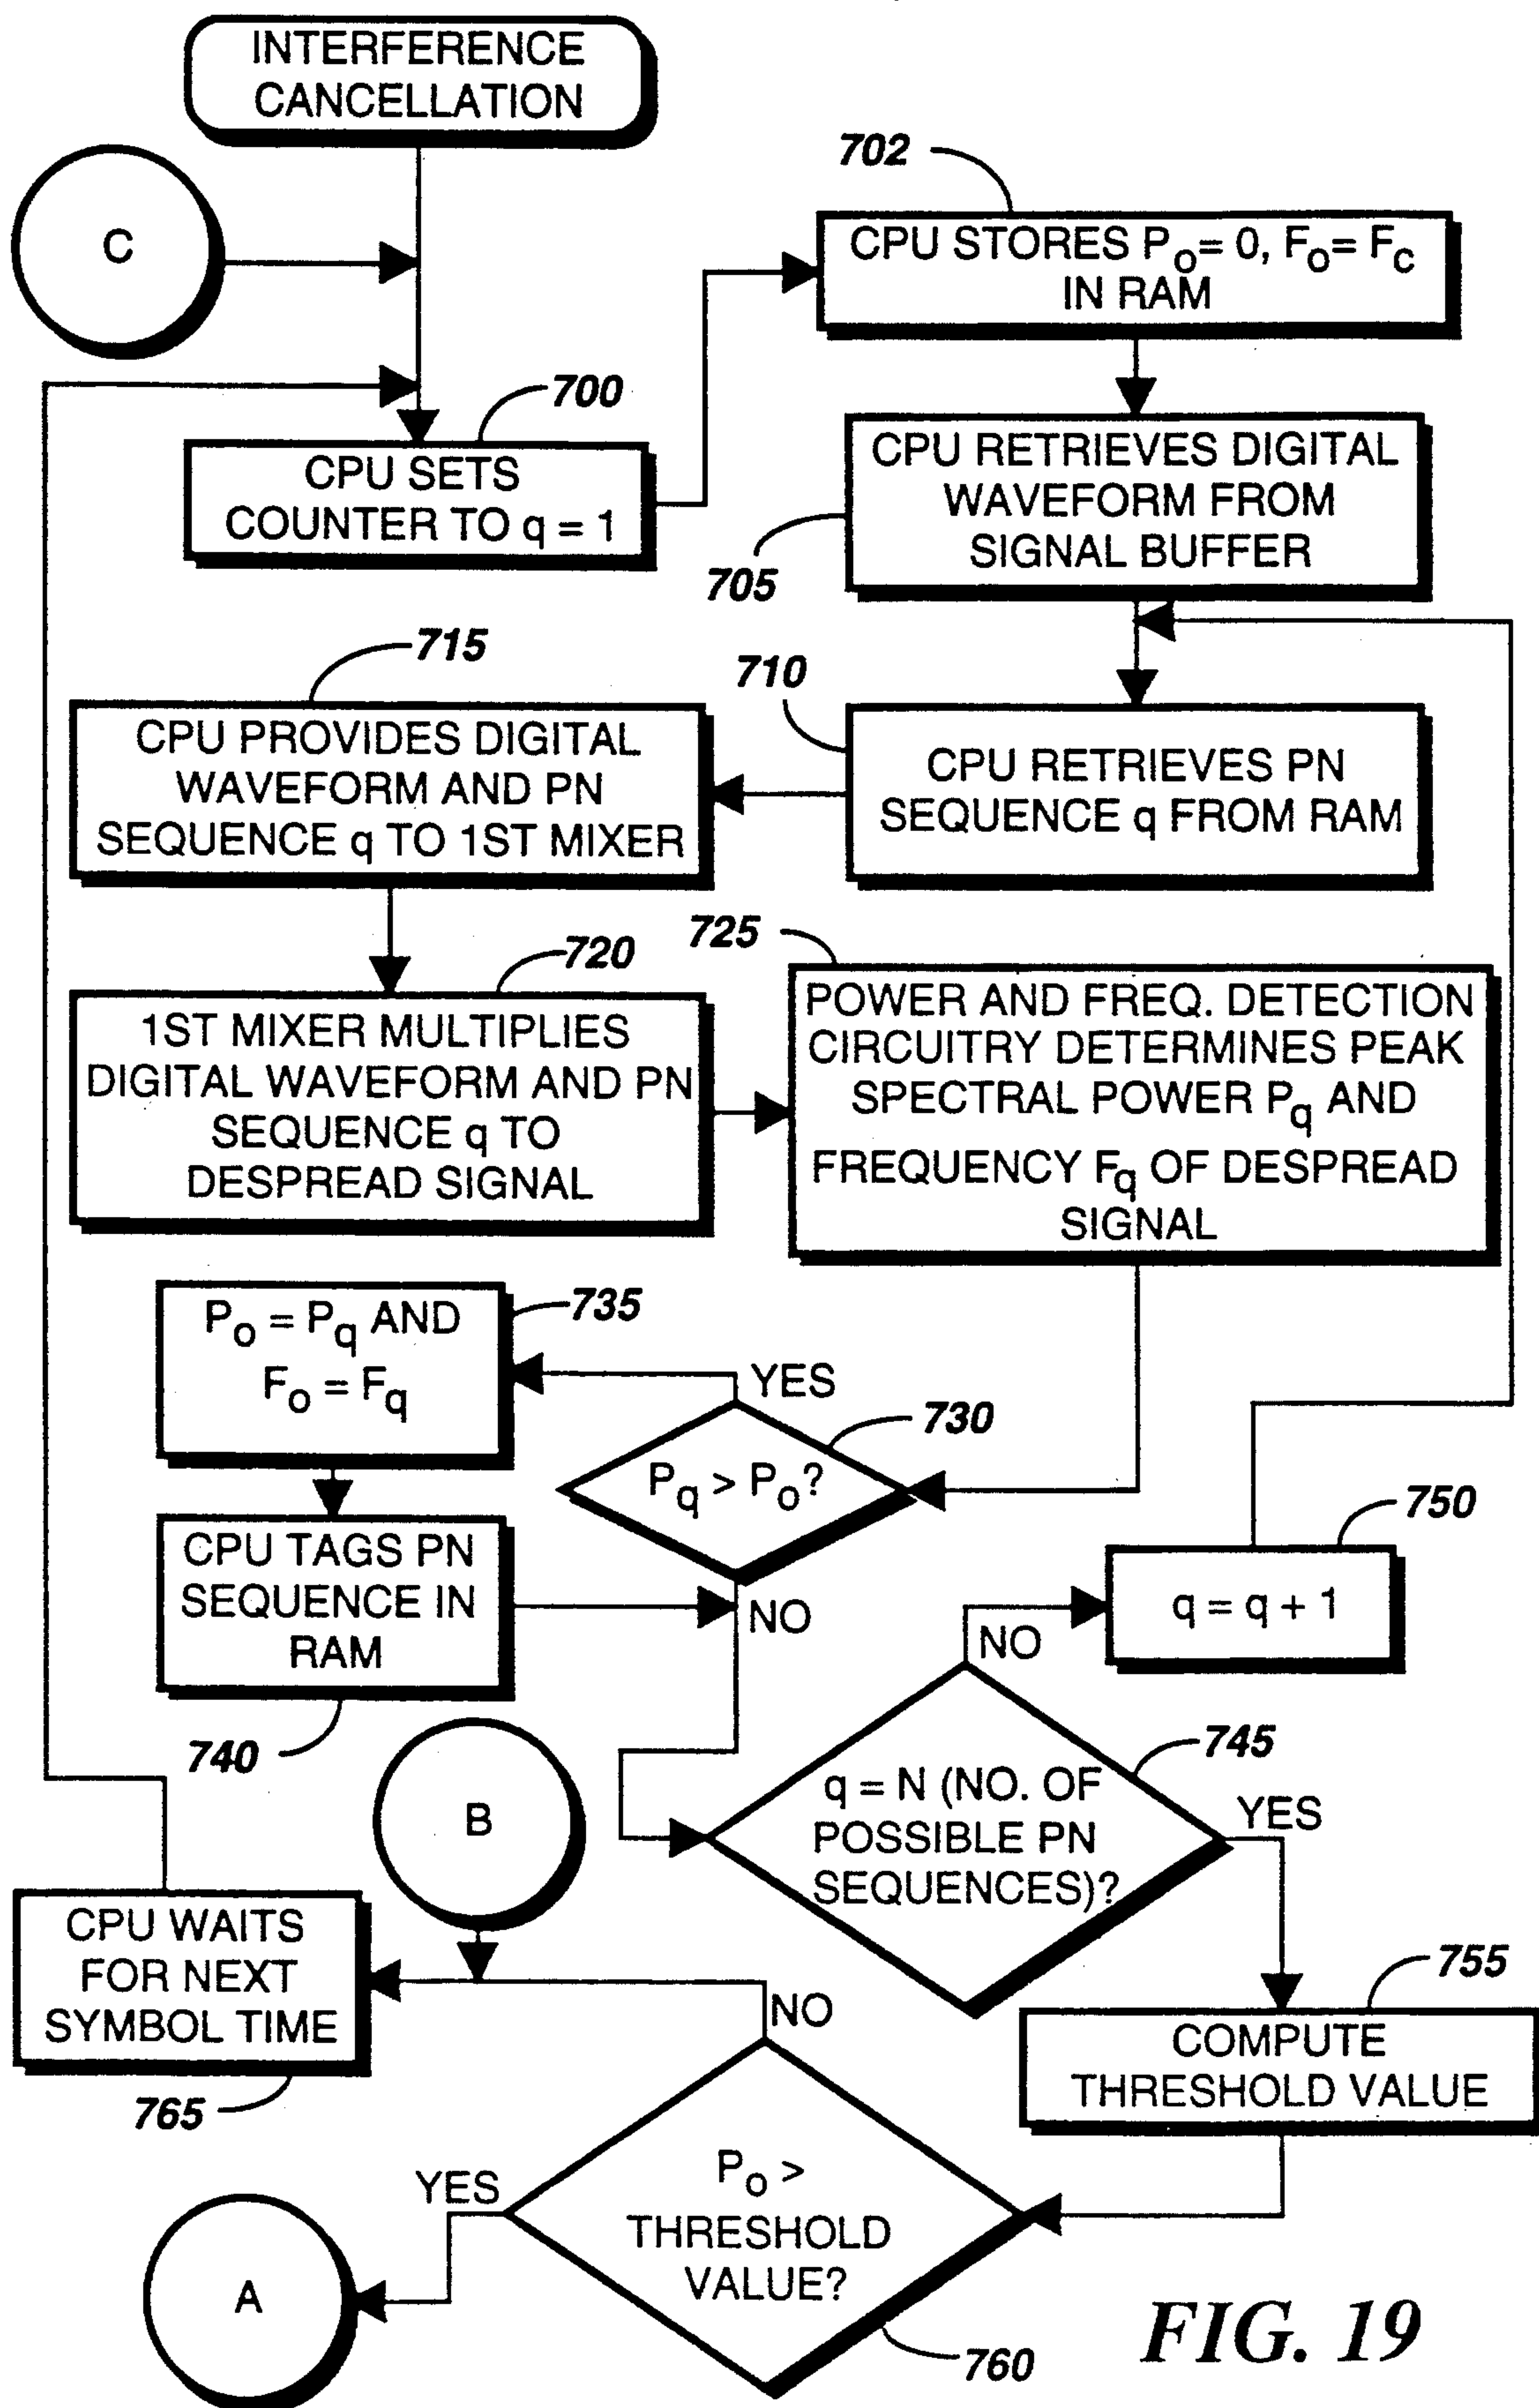 INTERFERENCE
CANCELLATION
C
702
CPU STORES Po= 0, Fo= Fc
IN RAM
700
CPU SETS
COUNTER TO q = 1
CPU RETRIEVES DIGITAL
WAVEFORM FROM
SIGNAL BUFFER
705
715
CPU PROVIDES DIGITAL
WAVEFORM AND PN
SEQUENCE q TO 1ST MIXER
710
CPU RETRIEVES PN
SEQUENCE q FROM RAM
720
1ST MIXER MULTIPLIES
DIGITAL WAVEFORM AND PN
SEQUENCE q TO
DESPREAD SIGNAL
725
POWER AND FREQ. DETECTION
CIRCUITRY DETERMINES PEAK
SPECTRAL POWER Pq AND
FREQUENCY Fq OF DESPREAD
SIGNAL
735
Po = Pq AND
Fo = Fq
YES
730
Pq > Po?
NO
CPU TAGS PN
SEQUENCE IN
RAM
740
750
q = q + 1
NO
745
q = N (NO. OF
POSSIBLE PN
SEQUENCES)?
YES
B
CPU WAITS
FOR NEXT
SYMBOL TIME
765
NO
755
COMPUTE
THRESHOLD VALUE
YES
Po >
THRESHOLD
VALUE?
760
A
FIG. 19